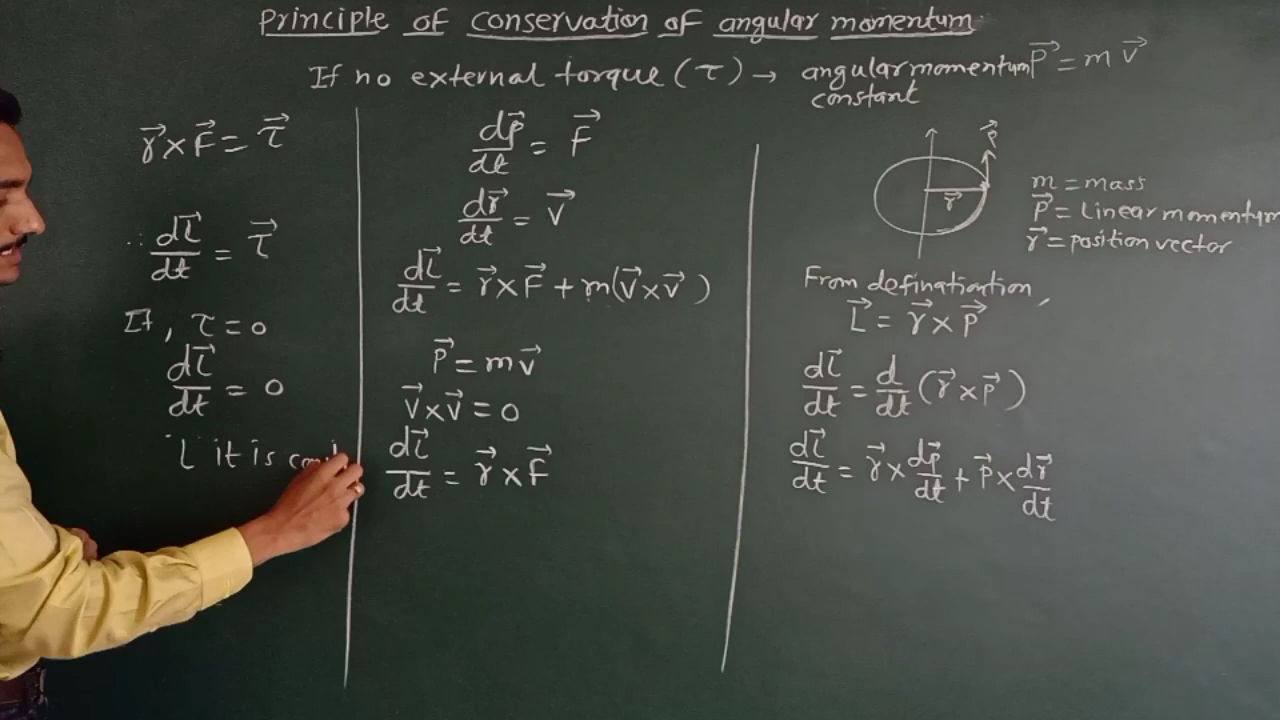 Principle of conservation of angular momentum
If no external torque (τ) → angular momentum
constant
P⃗ = m v⃗
r⃗ × F⃗ = τ⃗
∴ dl⃗/dt = τ⃗
If, τ = 0
dl⃗/dt = 0
l it is
dp⃗/dt = F⃗
dr⃗/dt = v⃗
dl⃗/dt = r⃗ × F⃗ + m(v⃗ × v⃗)
P⃗ = m v⃗
v⃗ × v⃗ = 0
dl⃗/dt = r⃗ × F⃗
P⃗
r⃗
m = mass
P⃗ = Linear momentum
r⃗ = position vector
From definatiotion,
L⃗ = r⃗ × P⃗
dl⃗/dt = d/dt (r⃗ × P⃗)
dl⃗/dt = r⃗ × dp⃗/dt + P⃗ × dr⃗/dt